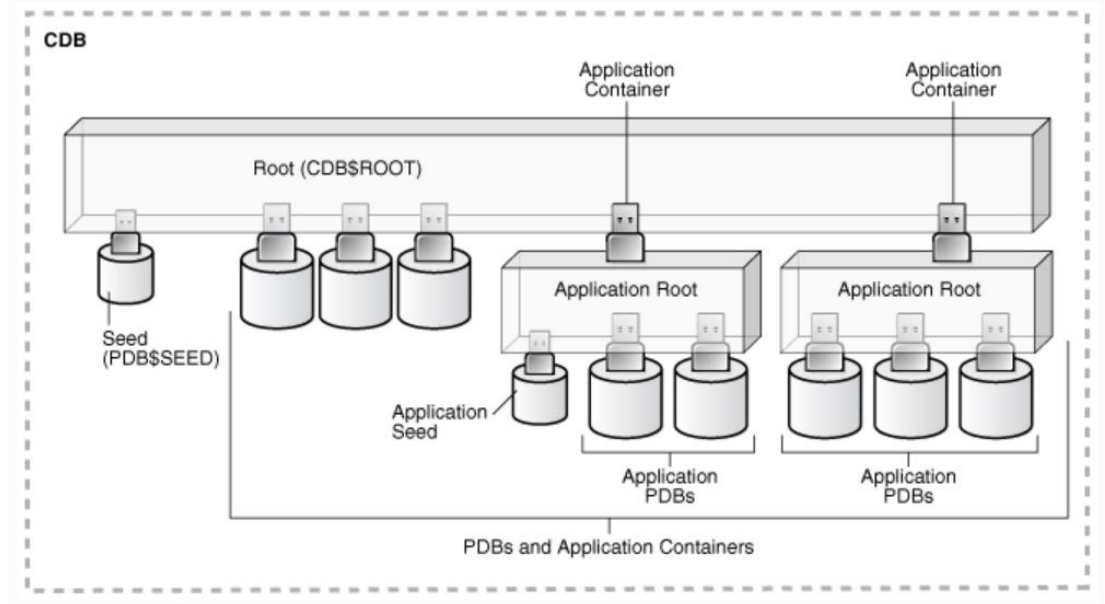 CDB
Application
Container
Application
Container
Root (CDB$ROOT)
Application Root
Application Root
Seed
(PDB$SEED)
Application
Seed
Application
PDBs
Application
PDBs
PDBs and Application Containers